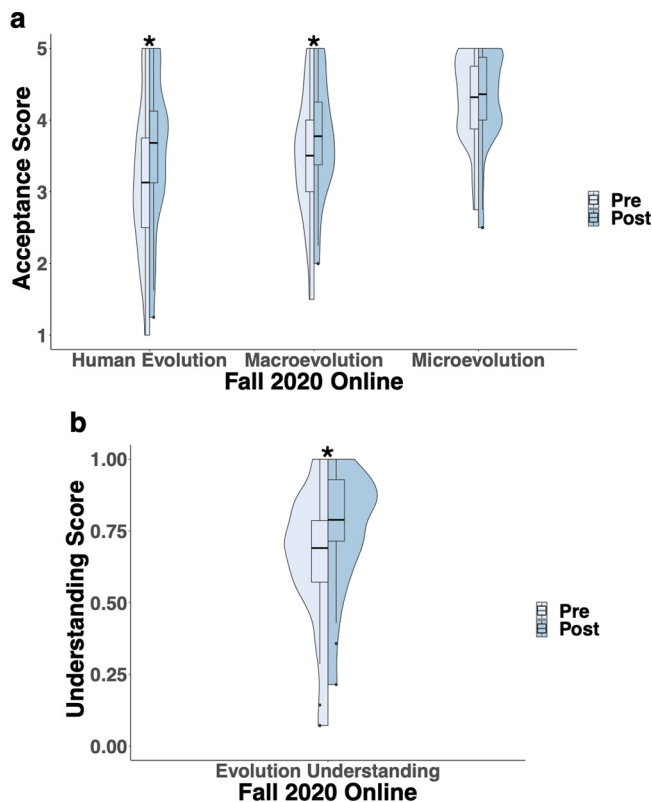 a
*
*
5
4
3
2
1
Acceptance Score
Human Evolution
Macroevolution
Microevolution
Fall 2020 Online
Pre
Post
b
*
1.00
0.75
0.50
0.25
0.00
Understanding Score
Evolution Understanding
Fall 2020 Online
Pre
Post